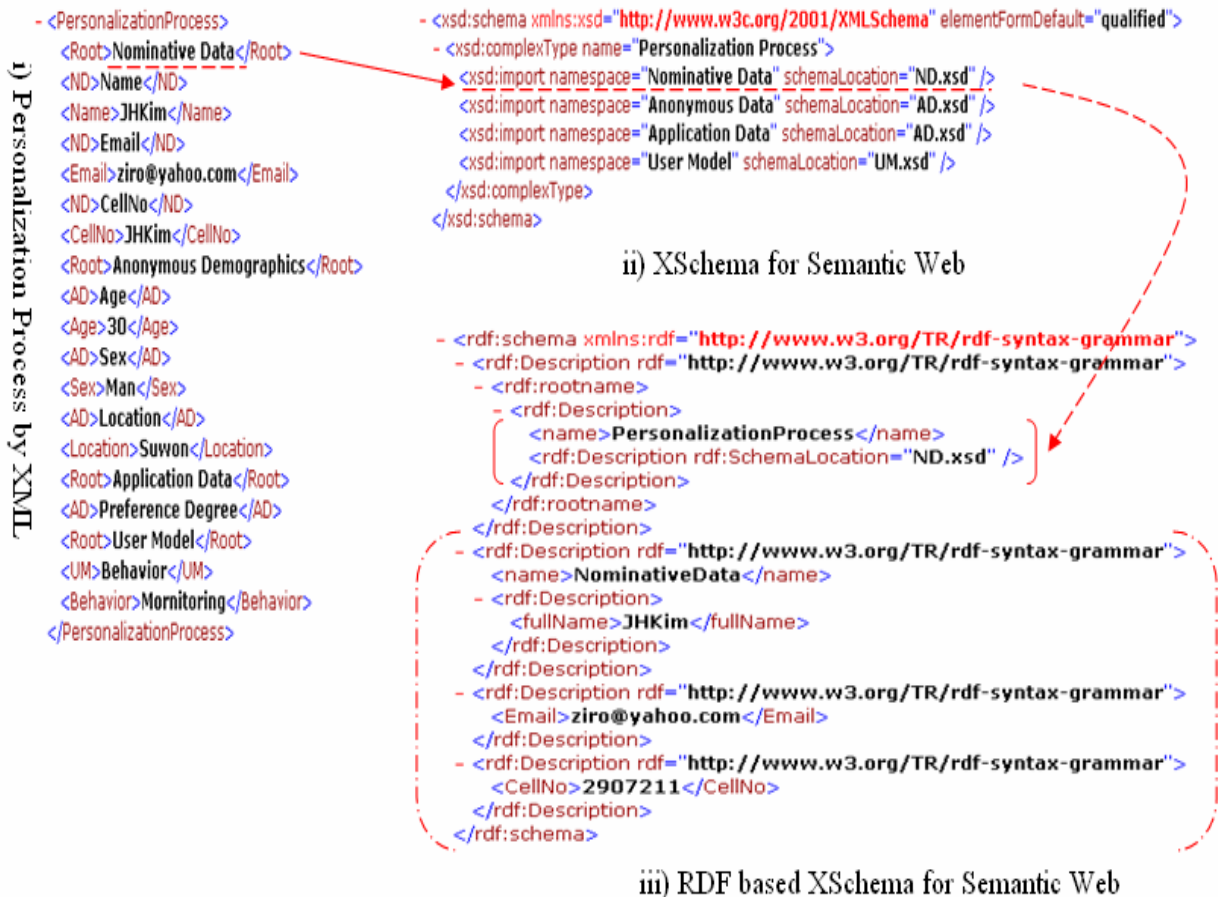 i) Personalization Process by XML
- <PersonalizationProcess>
<Root>Nominative Data</Root>
<ND>Name</ND>
<Name>JHKim</Name>
<ND>Email</ND>
<Email>ziro@yahoo.com</Email>
<ND>CellNo</ND>
<CellNo>JHKim</CellNo>
<Root>Anonymous Demographics</Root>
<AD>Age</AD>
<Age>30</Age>
<AD>Sex</AD>
<Sex>Man</Sex>
<AD>Location</AD>
<Location>Suwon</Location>
<Root>Application Data</Root>
<AD>Preference Degree</AD>
<Root>User Model</Root>
<UM>Behavior</UM>
<Behavior>Mornitoring</Behavior>
</PersonalizationProcess>
- <xsd:schema xmlns:xsd="http://www.w3c.org/2001/XMLSchema" elementFormDefault="qualified">
- <xsd:complexType name="Personalization Process">
<xsd:import namespace="Nominative Data" schemaLocation="ND.xsd" />
<xsd:import namespace="Anonymous Data" schemaLocation="AD.xsd" />
<xsd:import namespace="Application Data" schemaLocation="AD.xsd" />
<xsd:import namespace="User Model" schemaLocation="UM.xsd" />
</xsd:complexType>
</xsd:schema>
ii) XSchema for Semantic Web
- <rdf:schema xmlns:rdf="http://www.w3.org/TR/rdf-syntax-grammar">
- <rdf:Description rdf="http://www.w3.org/TR/rdf-syntax-grammar">
- <rdf:rootname>
- <rdf:Description>
<name>PersonalizationProcess</name>
<rdf:Description rdf:SchemaLocation="ND.xsd" />
</rdf:Description>
</rdf:rootname>
</rdf:Description>
- <rdf:Description rdf="http://www.w3.org/TR/rdf-syntax-grammar">
<name>NominativeData</name>
- <rdf:Description>
<fullName>JHKim</fullName>
</rdf:Description>
</rdf:Description>
- <rdf:Description rdf="http://www.w3.org/TR/rdf-syntax-grammar">
<Email>ziro@yahoo.com</Email>
</rdf:Description>
- <rdf:Description rdf="http://www.w3.org/TR/rdf-syntax-grammar">
<CellNo>2907211</CellNo>
</rdf:Description>
</rdf:schema>
iii) RDF based XSchema for Semantic Web